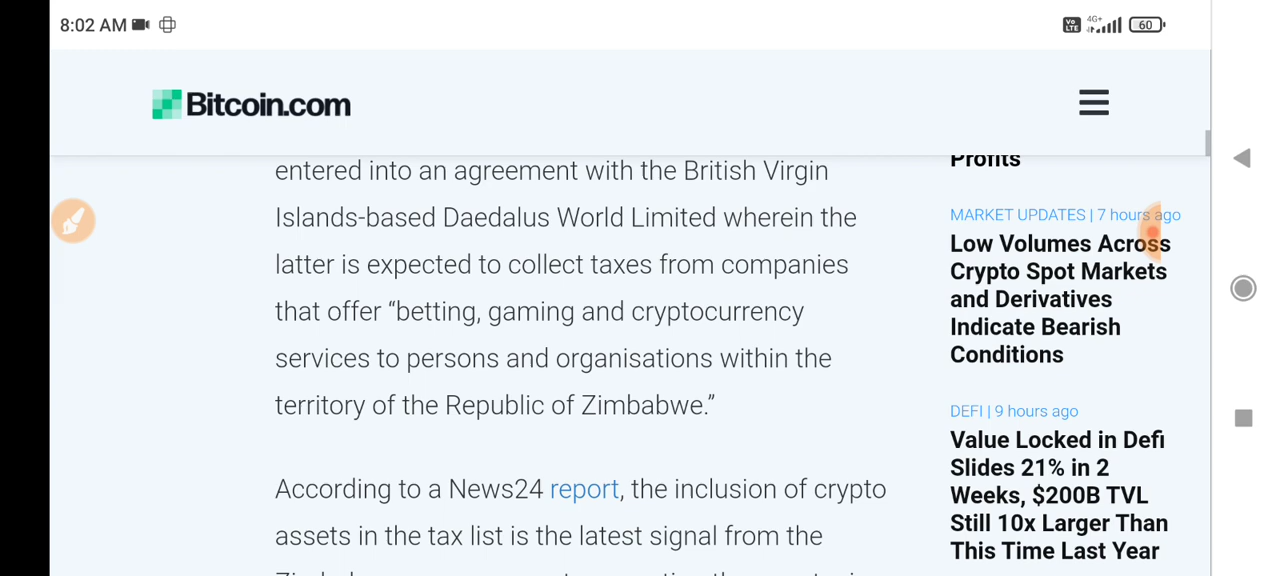 8:02 AM
Vo LTE 4G+ 60
Bitcoin.com
entered into an agreement with the British Virgin
Islands-based Daedalus World Limited wherein the
latter is expected to collect taxes from companies
that offer “betting, gaming and cryptocurrency
services to persons and organisations within the
territory of the Republic of Zimbabwe.”
According to a News24 report, the inclusion of crypto
assets in the tax list is the latest signal from the
Profits
MARKET UPDATES | 7 hours ago
Low Volumes Across
Crypto Spot Markets
and Derivatives
Indicate Bearish
Conditions
DEFI | 9 hours ago
Value Locked in Defi
Slides 21% in 2
Weeks, $200B TVL
Still 10x Larger Than
This Time Last Year